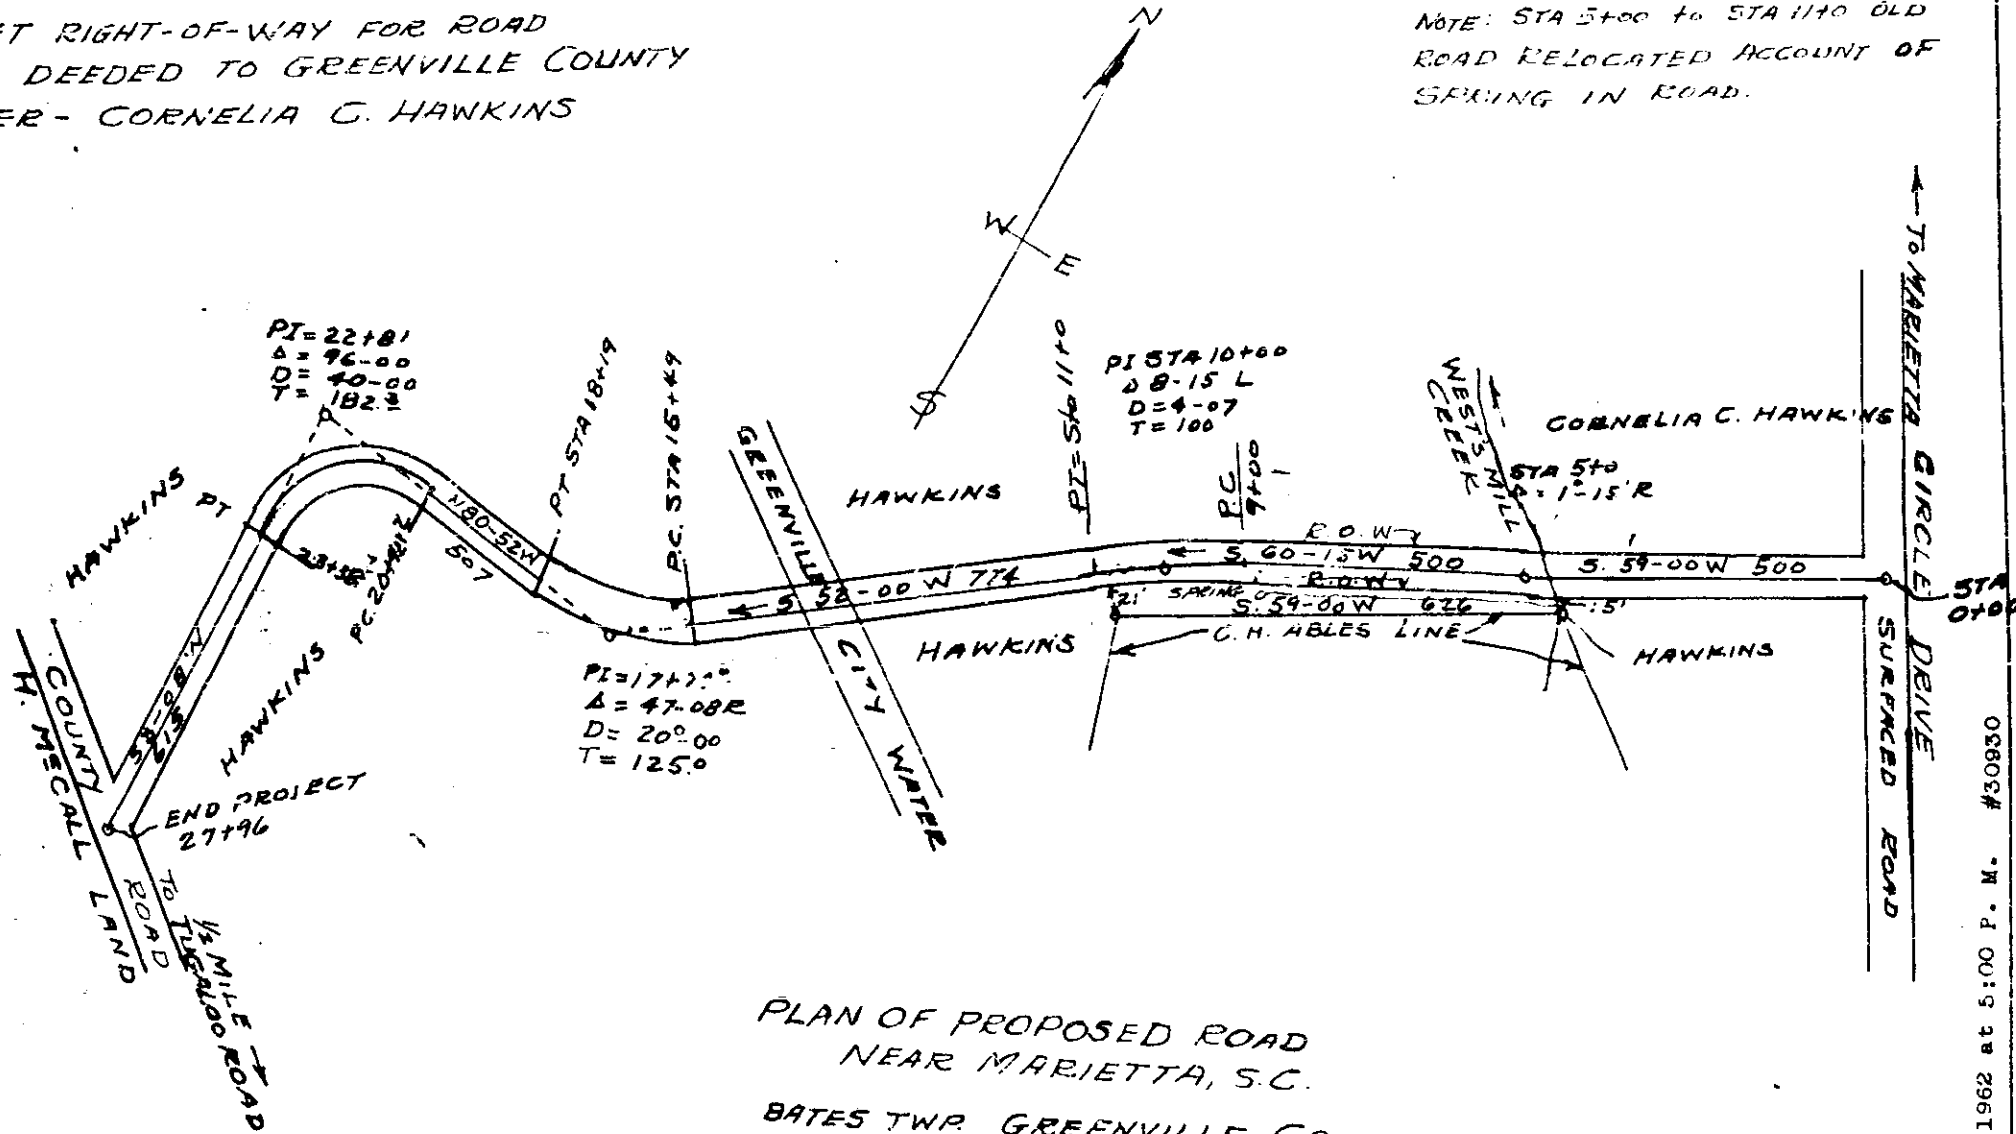 RIGHT-OF-WAY FOR ROAD
DEEDED TO GREENVILLE COUNTY
CORNELIA C. HAWKINS
N
W
E
S
NOTE: STA 5+00 to STA 11+0 OLD
ROAD RELOCATED ACCOUNT OF
SPRING IN ROAD.
← TO MARIETTA
CIRCLE DRIVE
SURFACED ROAD
STA
0+00
PI = 22+81
Δ = 96-00
D = 40-00
T = 182.3
PT STA 18+19
P.C. STA 15+49
PT = Sta 11+0
PI STA 10+00
Δ 8-15 L
D = 4-07
T = 100
P.C.
9+00
WEST'S MILL
CREEK
CORNELIA C. HAWKINS
STA 5+0
Δ = 1°-15' R
HAWKINS
PT
HAWKINS
GREENVILLE CITY WATER
N80-52W
507
R.O.W
S. 60-15W 500
S. 59-00W 500
← S 52-00 W 774
R.O.W
21'
SPRING
S. 59-00W 626
5'
C. H. ABLES LINE
HAWKINS
HAWKINS
HAWKINS
Δ = 47-08R
D = 20°-00
T = 125.0
END PROJECT
27+96
COUNTY ROAD
H. McCALL LAND
TO TUGALOO ROAD
1/2 MILE →
PLAN OF PROPOSED ROAD
NEAR MARIETTA, S.C.
BATES TWP. GREENVILLE CO
1962 at 5:00 P. M. #30930